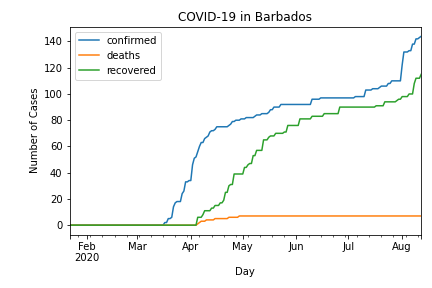 COVID-19 in Barbados
confirmed
deaths
recovered
Number of Cases
140
120
100
80
60
40
20
0
Feb Mar Apr May Jun Jul Aug
2020
Day